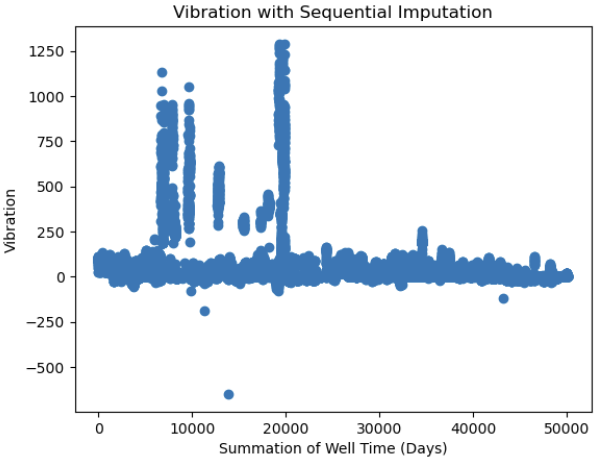 Vibration with Sequential Imputation
1250
1000
750
500
250
0
−250
−500
Vibration
0 10000 20000 30000 40000 50000
Summation of Well Time (Days)